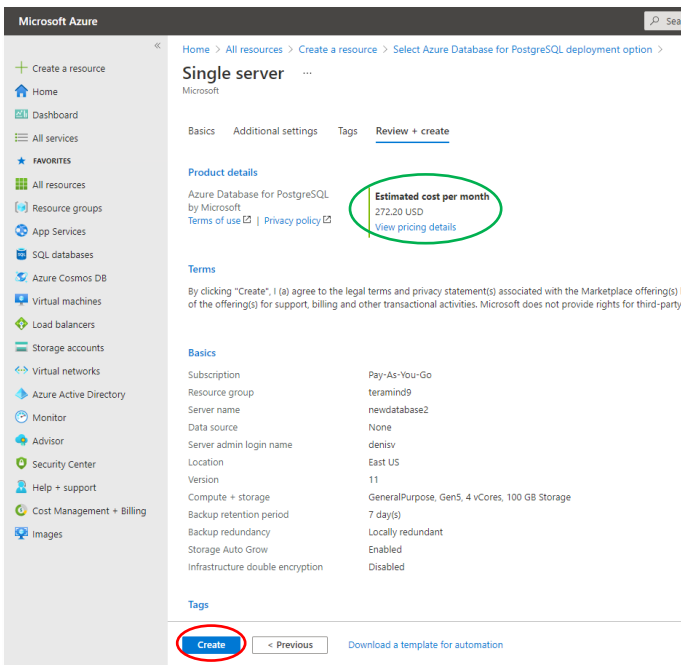 Microsoft Azure
Sea
«
Home > All resources > Create a resource > Select Azure Database for PostgreSQL deployment option >
Single server ...
Microsoft
Create a resource
Home
Dashboard
All services
FAVORITES
All resources
Resource groups
App Services
SQL databases
Azure Cosmos DB
Virtual machines
Load balancers
Storage accounts
Virtual networks
Azure Active Directory
Monitor
Advisor
Security Center
Help + support
Cost Management + Billing
Images
Basics Additional settings Tags Review + create
Product details
Azure Database for PostgreSQL
by Microsoft
Terms of use | Privacy policy
Estimated cost per month
272.20 USD
View pricing details
Terms
By clicking "Create", I (a) agree to the legal terms and privacy statement(s) associated with the Marketplace offering(s)
of the offering(s) for support, billing and other transactional activities. Microsoft does not provide rights for third-party
Basics
Subscription Pay-As-You-Go
Resource group teramind9
Server name newdatabase2
Data source None
Server admin login name denisv
Location East US
Version 11
Compute + storage GeneralPurpose, Gen5, 4 vCores, 100 GB Storage
Backup retention period 7 day(s)
Backup redundancy Locally redundant
Storage Auto Grow Enabled
Infrastructure double encryption Disabled
Tags
Create < Previous Download a template for automation